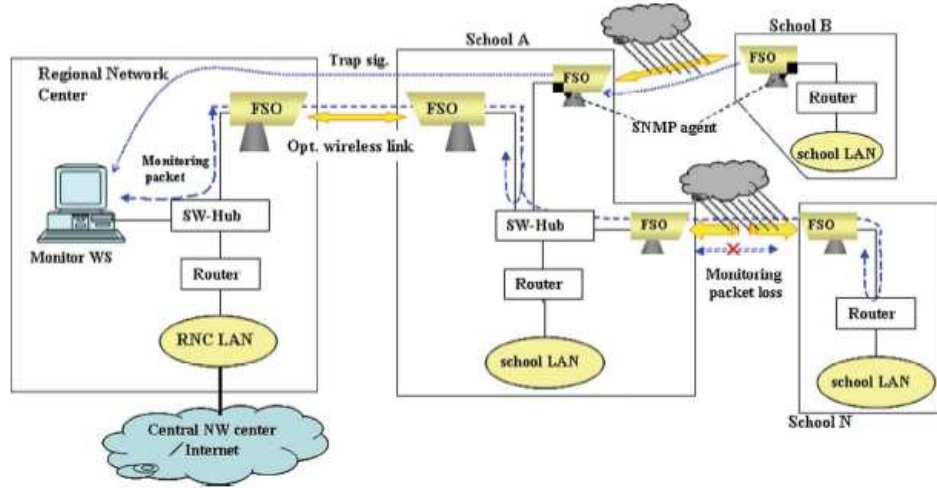 School A
School B
Regional Network
Center
Trap sig.
FSO
FSO
FSO
FSO
Router
SNMP agent
school LAN
Opt. wireless link
Monitoring
packet
SW-Hub
Monitor WS
Router
RNC LAN
Central NW center
/ Internet
SW-Hub
FSO
FSO
Router
school LAN
Monitoring
packet loss
Router
school LAN
School N